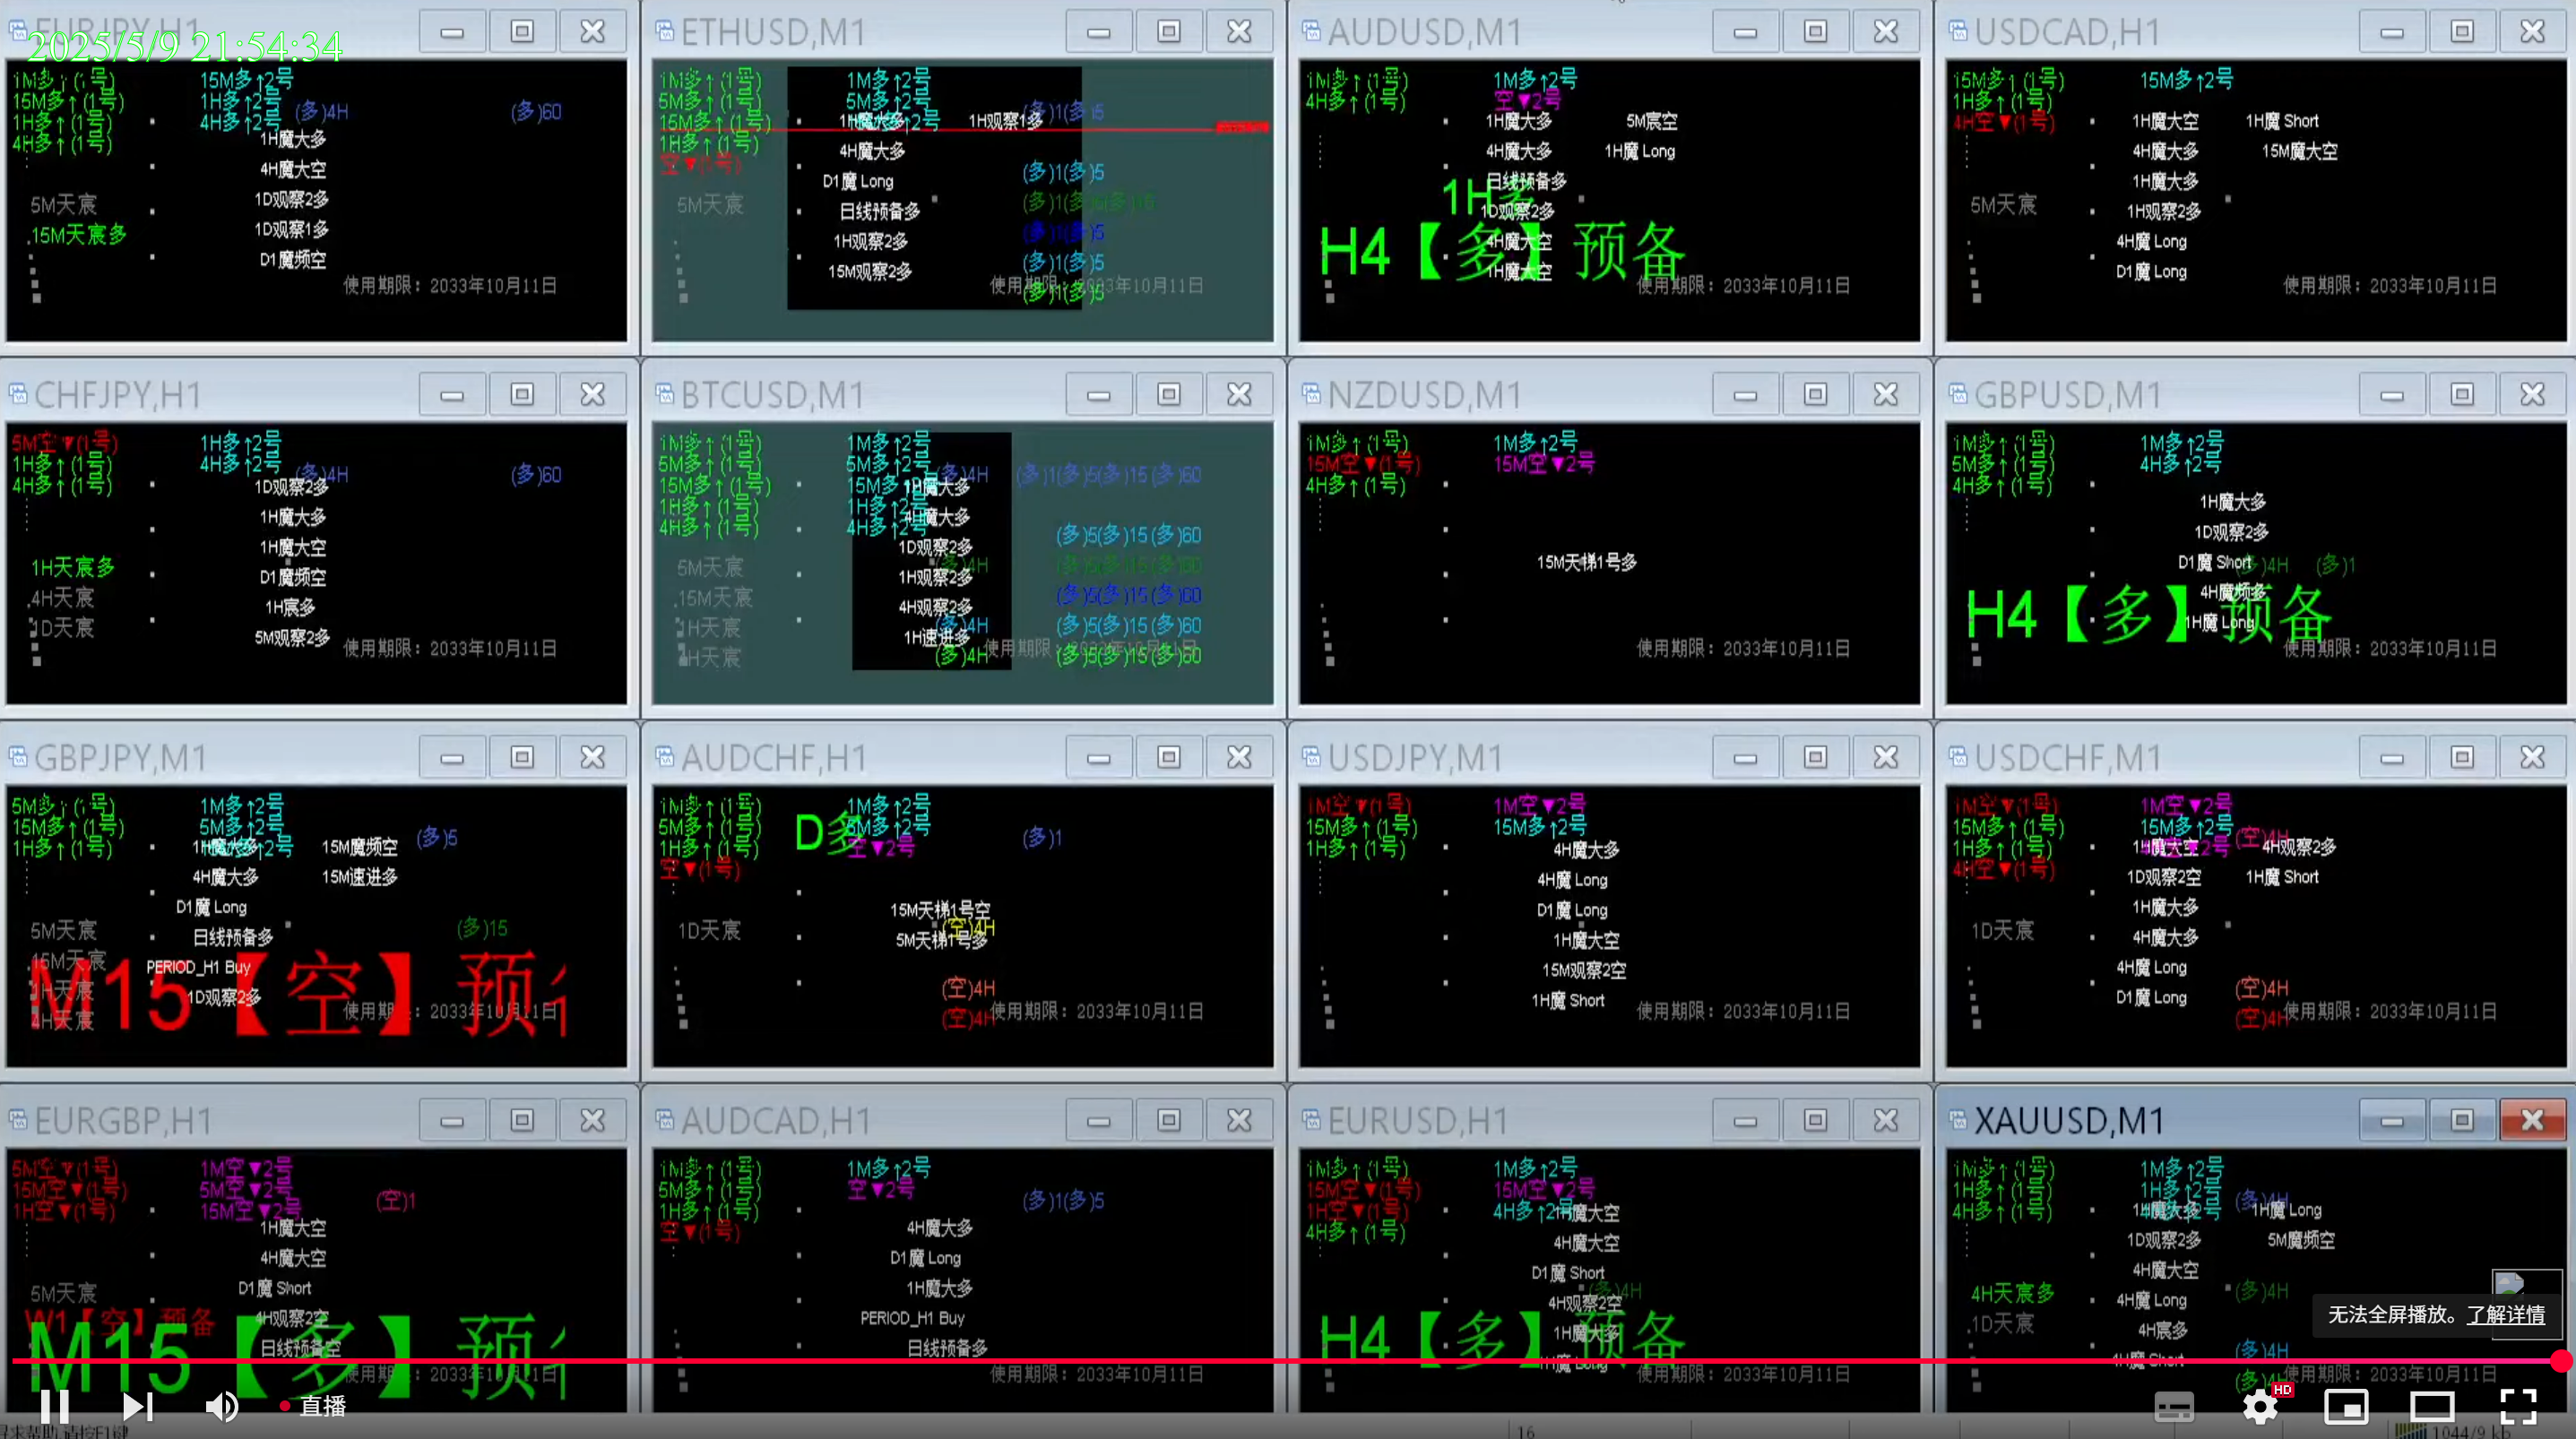 EURJPY,H1
2025/5/9 21:54:34
1M多↑(1号)
15M多↑(1号)
1H多↑(1号)
4H多↑(1号)
15M多↑2号
1H多↑2号
4H多↑2号
(多)4H
(多)60
1H魔大多
4H魔大空
1D观察2多
1D观察1多
D1魔频空
5M天宸
15M天宸多
使用期限：2033年10月11日
ETHUSD,M1
1M多↑(1号)
5M多↑(1号)
15M多↑(1号)
1H多↑(1号)
空▼(1号)
1M多↑2号
5M多↑2号
1H观察1多
(多)1(多)5
4H魔大多
D1魔 Long
(多)1(多)5
日线预备多
1H观察2多
(多)1(多)5
15M观察2多
(多)1(多)5
(多)1(多)5
5M天宸
AUDUSD,M1
1M多↑(1号)
4H多↑(1号)
1M多↑2号
空▼2号
1H魔大多
5M宸空
4H魔大多
1H魔 Long
日线预备多
1H多
1D观察2多
4H魔大空
1H魔大空
H4【多】预备
使用期限：2033年10月11日
USDCAD,H1
15M多↑(1号)
1H多↑(1号)
4H空▼(1号)
15M多↑2号
1H魔大空
1H魔 Short
4H魔大多
15M魔大空
1H魔大多
1H观察2多
4H魔 Long
D1魔 Long
5M天宸
使用期限：2033年10月11日
CHFJPY,H1
5M空▼(1号)
1H多↑(1号)
4H多↑(1号)
1H多↑2号
4H多↑2号
(多)4H
(多)60
1D观察2多
1H魔大多
1H魔大空
D1魔频空
1H宸多
5M观察2多
1H天宸多
4H天宸
1D天宸
使用期限：2033年10月11日
BTCUSD,M1
1M多↑(1号)
5M多↑(1号)
15M多↑(1号)
1H多↑(1号)
4H多↑(1号)
1M多↑2号
5M多↑2号
15M多↑2号
1H多↑2号
4H多↑2号
(多)4H
(多)1(多)5(多)15(多)60
1H魔大多
4H魔大多
(多)5(多)15(多)60
1D观察2多
1H观察2多
(多)4H
4H观察2多
(多)5(多)15(多)60
1H速进多
(多)4H
(多)5(多)15(多)60
(多)4H
(多)5(多)15(多)60
5M天宸
15M天宸
1H天宸
4H天宸
NZDUSD,M1
1M多↑(1号)
15M空▼(1号)
4H多↑(1号)
1M多↑2号
15M空▼2号
15M天梯1号多
使用期限：2033年10月11日
GBPUSD,M1
1M多↑(1号)
5M多↑(1号)
4H多↑(1号)
1M多↑2号
4H多↑2号
1H魔大多
1D观察2多
D1魔 Short
(多)4H
(多)1
4H魔频多
1H魔 Long
H4【多】预备
使用期限：2033年10月11日
GBPJPY,M1
5M多↑(1号)
15M多↑(1号)
1H多↑(1号)
1M多↑2号
5M多↑2号
1H魔大多
15M魔频空
(多)5
4H魔大多
15M速进多
D1魔 Long
(多)15
日线预备多
PERIOD_H1 Buy
1D观察2多
5M天宸
15M天宸
1H天宸
4H天宸
M15【空】预
使用期限：2033年10月11日
AUDCHF,H1
1M多↑(1号)
5M多↑(1号)
1H多↑(1号)
空▼(1号)
D多
1M多↑2号
5M多↑2号
空▼2号
(多)1
15M天梯1号空
(空)4H
5M天梯1号多
(空)4H
(空)4H
1D天宸
使用期限：2033年10月11日
USDJPY,M1
1M空▼(1号)
15M多↑(1号)
1H多↑(1号)
1M空▼2号
15M多↑2号
4H魔大多
4H魔 Long
D1魔 Long
1H魔大空
15M观察2空
1H魔 Short
使用期限：2033年10月11日
USDCHF,M1
1M空▼(1号)
15M多↑(1号)
1H多↑(1号)
4H空▼(1号)
1M空▼2号
15M多↑2号
(空)4H
1H魔大空
4H观察2多
1D观察2空
1H魔 Short
1H魔大多
4H魔大多
4H魔 Long
D1魔 Long
(空)4H
(空)4H
1D天宸
使用期限：2033年10月11日
EURGBP,H1
5M空▼(1号)
15M空▼(1号)
1H空▼(1号)
1M空▼2号
5M空▼2号
15M空▼2号
(空)1
1H魔大空
4H魔大空
D1魔 Short
4H观察2空
日线预备空
5M天宸
W1【空】预备
M15【多】预
使用期限：2033年10月11日
AUDCAD,H1
1M多↑(1号)
5M多↑(1号)
1H多↑(1号)
空▼(1号)
1M多↑2号
空▼2号
(多)1(多)5
4H魔大多
D1魔 Long
1H魔大多
PERIOD_H1 Buy
日线预备多
使用期限：2033年10月11日
EURUSD,H1
1M多↑(1号)
15M空▼(1号)
1H空▼(1号)
4H多↑(1号)
1M多↑2号
15M空▼2号
4H多↑2号
1H魔大空
4H魔大空
D1魔 Short
(多)4H
4H观察2空
1H魔大多
H4【多】预备
使用期限：2033年10月11日
XAUUSD,M1
1M多↑(1号)
1H多↑(1号)
4H多↑(1号)
1M多↑2号
1H多↑2号
(多)4H
1H魔大多
1H魔 Long
1D观察2多
5M魔频空
4H魔大空
4H魔 Long
(多)4H
4H宸多
4H天宸多
1D天宸
(多)4H
使用期限：2033年10月11日
无法全屏播放。了解详情
直播
HD
16